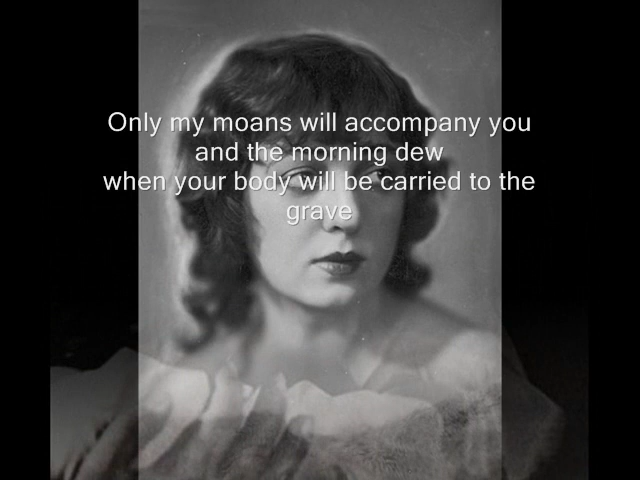 Only my moans will accompany you
and the morning dew
when your body will be carried to the
grave